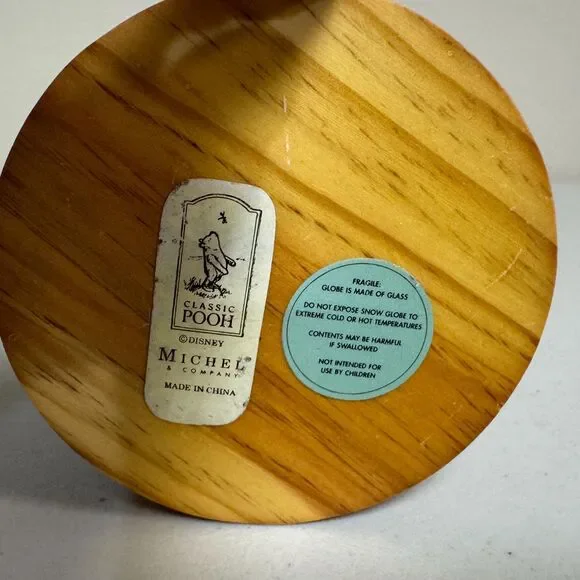 CLASSIC
POOH
©DISNEY
MICHEL
& COMPANY
MADE IN CHINA
FRAGILE:
GLOBE IS MADE OF GLASS
DO NOT EXPOSE SNOW GLOBE TO
EXTREME COLD OR HOT TEMPERATURES
CONTENTS MAY BE HARMFUL
IF SWALLOWED
NOT INTENDED FOR
USE BY CHILDREN